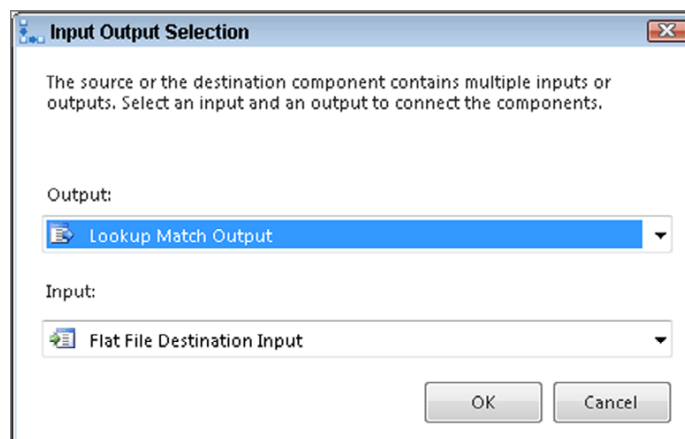 Input Output Selection
The source or the destination component contains multiple inputs or
outputs. Select an input and an output to connect the components.
Output:
Lookup Match Output
Input:
Flat File Destination Input
OK
Cancel